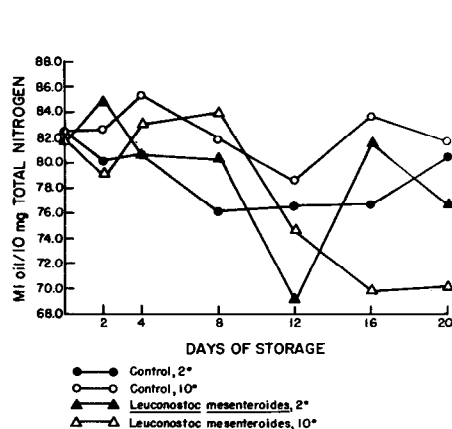 88.0
86.0
84.0
82.0
80.0
78.0
76.0
74.0
72.0
70.0
68.0
Ml oil/10 mg TOTAL NITROGEN
2 4 8 12 16 20
DAYS OF STORAGE
Control, 2°
Control, 10°
Leuconostoc mesenteroides, 2°
Leuconostoc mesenteroides, 10°